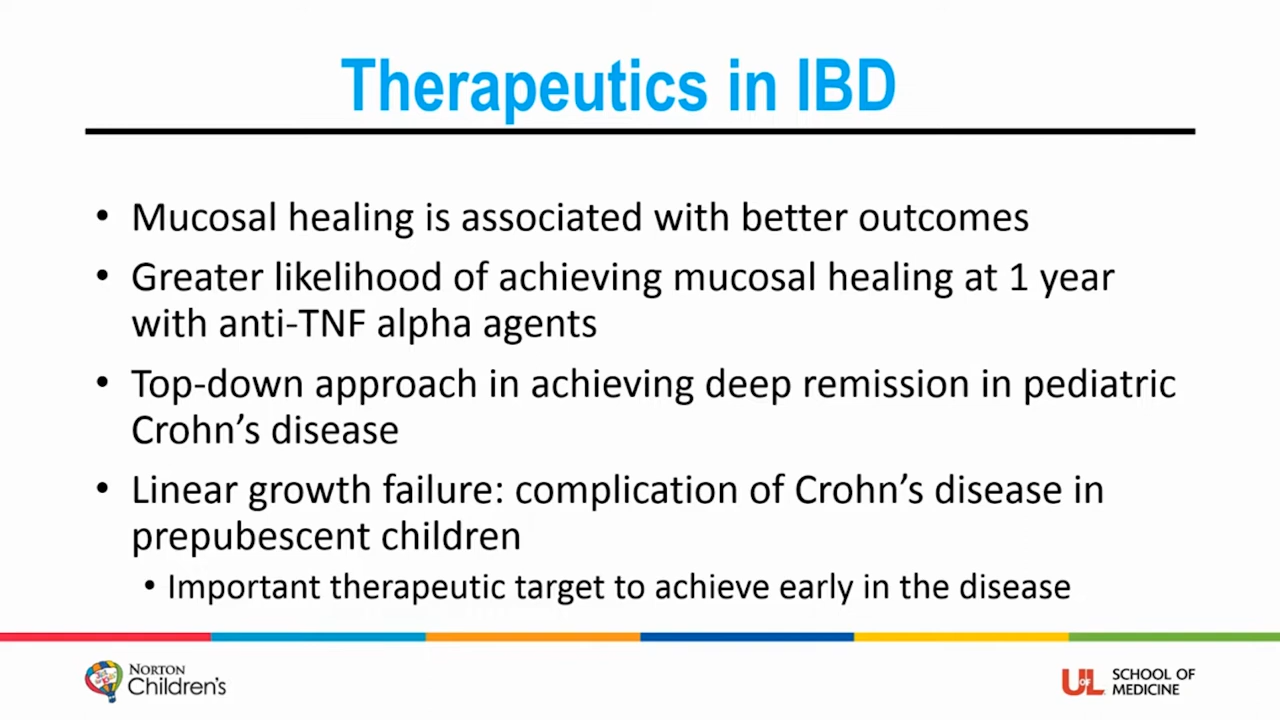 Therapeutics in IBD
• Mucosal healing is associated with better outcomes
• Greater likelihood of achieving mucosal healing at 1 year
with anti-TNF alpha agents
• Top-down approach in achieving deep remission in pediatric
Crohn’s disease
• Linear growth failure: complication of Crohn’s disease in
prepubescent children
• Important therapeutic target to achieve early in the disease
NORTON
Children’s
UofL SCHOOL OF
MEDICINE